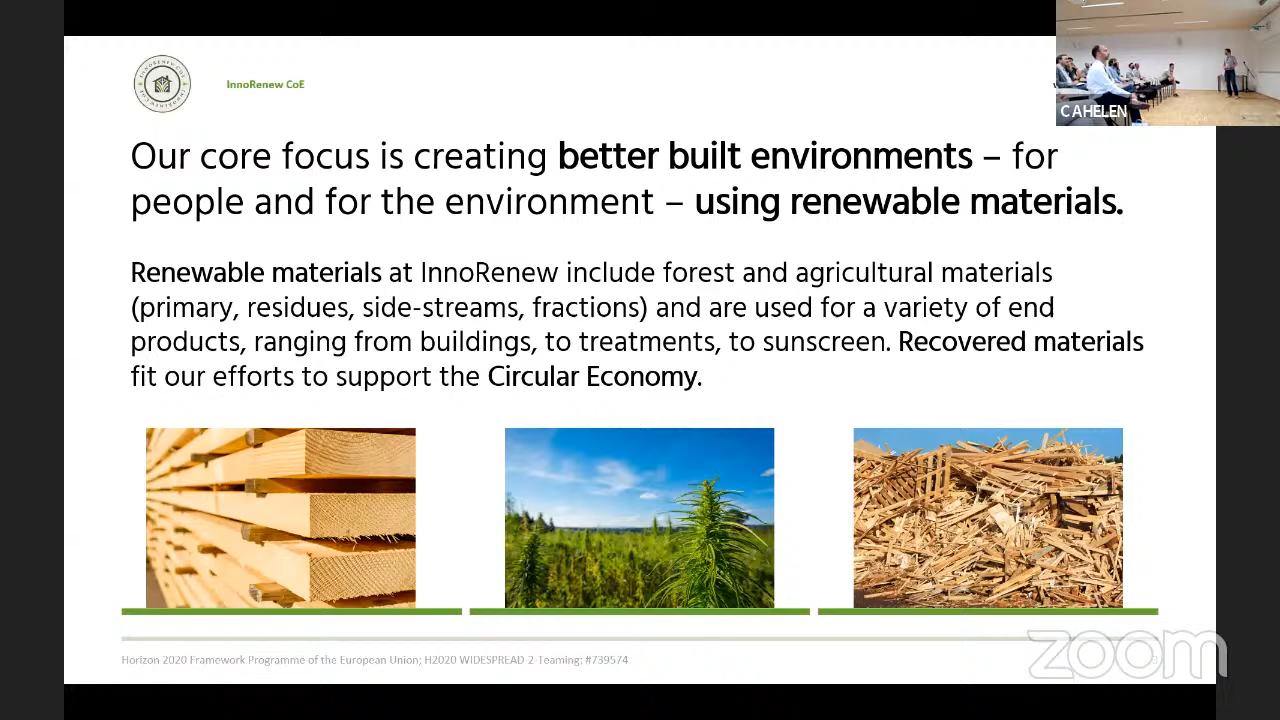 InnoRenew CoE
CAHELEN
Our core focus is creating better built environments – for
people and for the environment – using renewable materials.
Renewable materials at InnoRenew include forest and agricultural materials
(primary, residues, side-streams, fractions) and are used for a variety of end
products, ranging from buildings, to treatments, to sunscreen. Recovered materials
fit our efforts to support the Circular Economy.
Horizon 2020 Framework Programme of the European Union; H2020 WIDESPREAD-2-Teaming: #739574
zoom